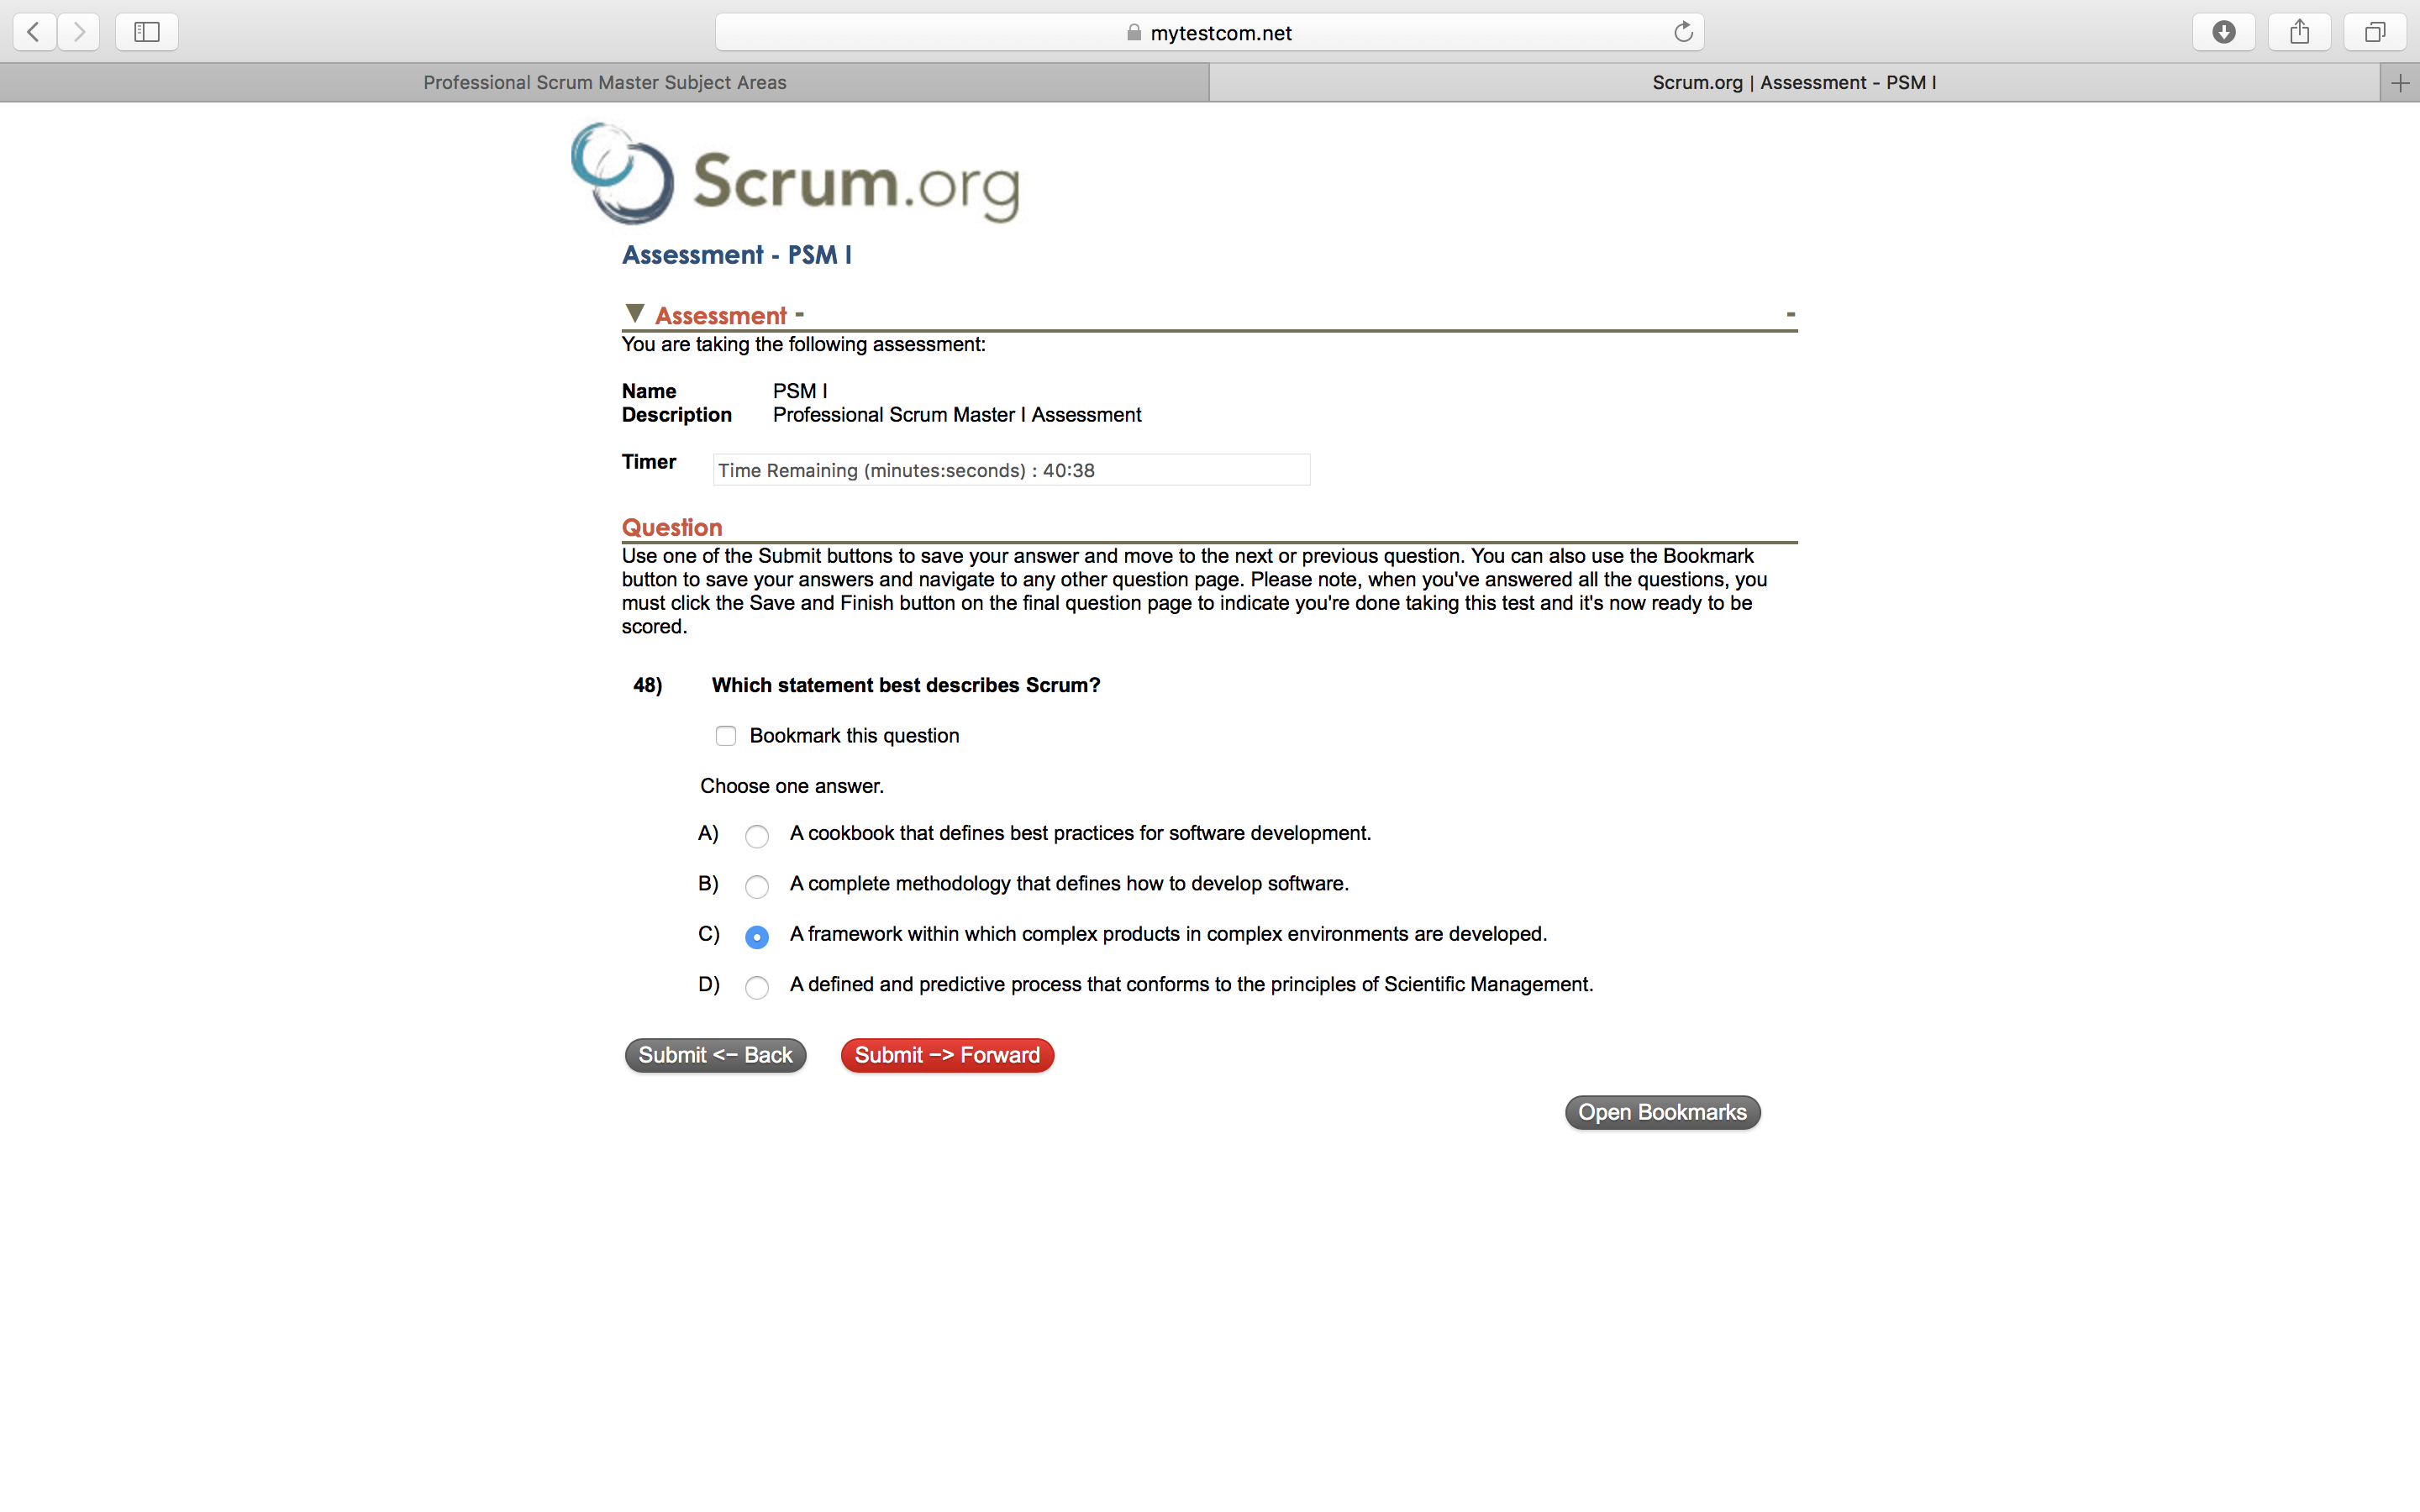 mytestcom.net
Professional Scrum Master Subject Areas
Scrum.org | Assessment - PSM I
Scrum.org
Assessment - PSM I
Assessment -
-
You are taking the following assessment:
Name PSM I
Description Professional Scrum Master I Assessment
Timer Time Remaining (minutes:seconds) : 40:38
Question
Use one of the Submit buttons to save your answer and move to the next or previous question. You can also use the Bookmark
button to save your answers and navigate to any other question page. Please note, when you've answered all the questions, you
must click the Save and Finish button on the final question page to indicate you're done taking this test and it's now ready to be
scored.
48) Which statement best describes Scrum?
Bookmark this question
Choose one answer.
A) A cookbook that defines best practices for software development.
B) A complete methodology that defines how to develop software.
C) A framework within which complex products in complex environments are developed.
D) A defined and predictive process that conforms to the principles of Scientific Management.
Submit <- Back Submit -> Forward
Open Bookmarks